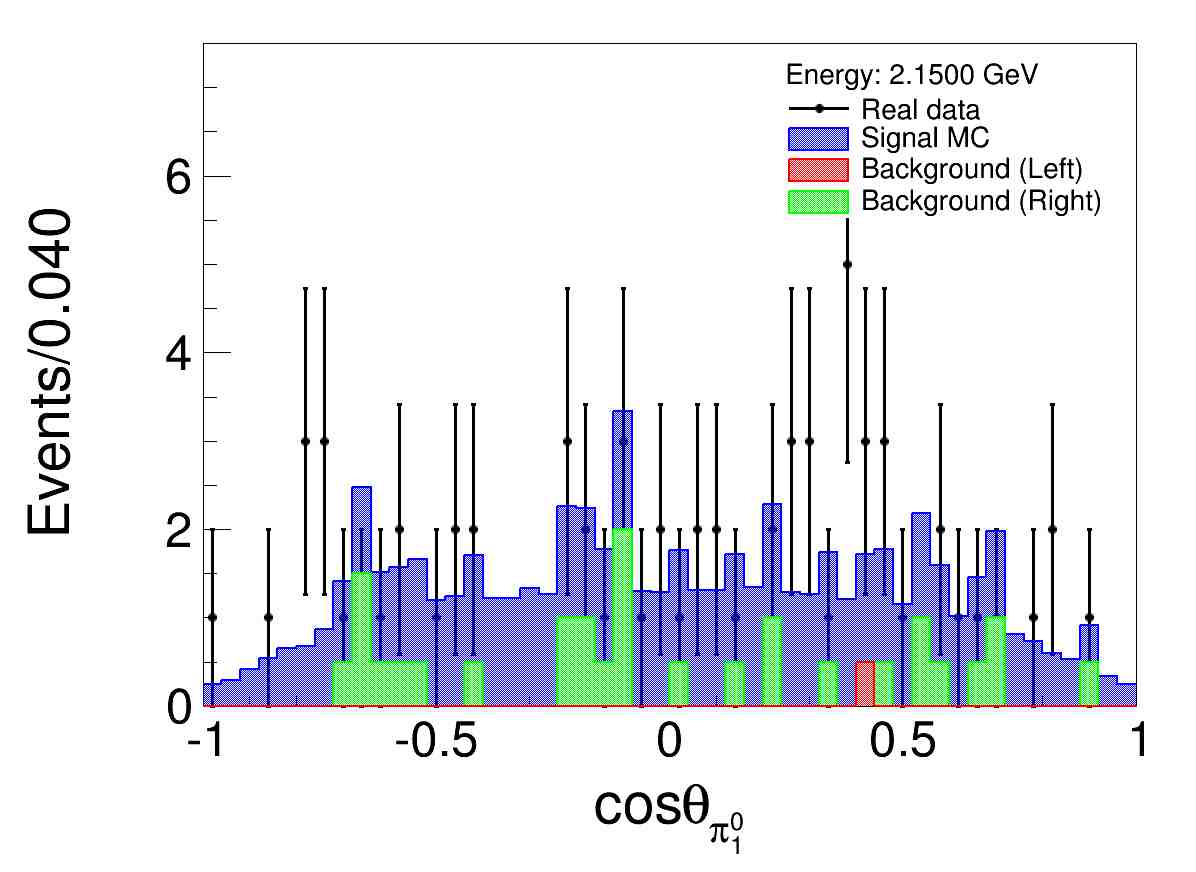 Energy: 2.1500 GeV
Real data
Signal MC
Background (Left)
Background (Right)
Events/0.040
6
4
2
0
-1
-0.5
0
0.5
1
cosθπ⁰₁